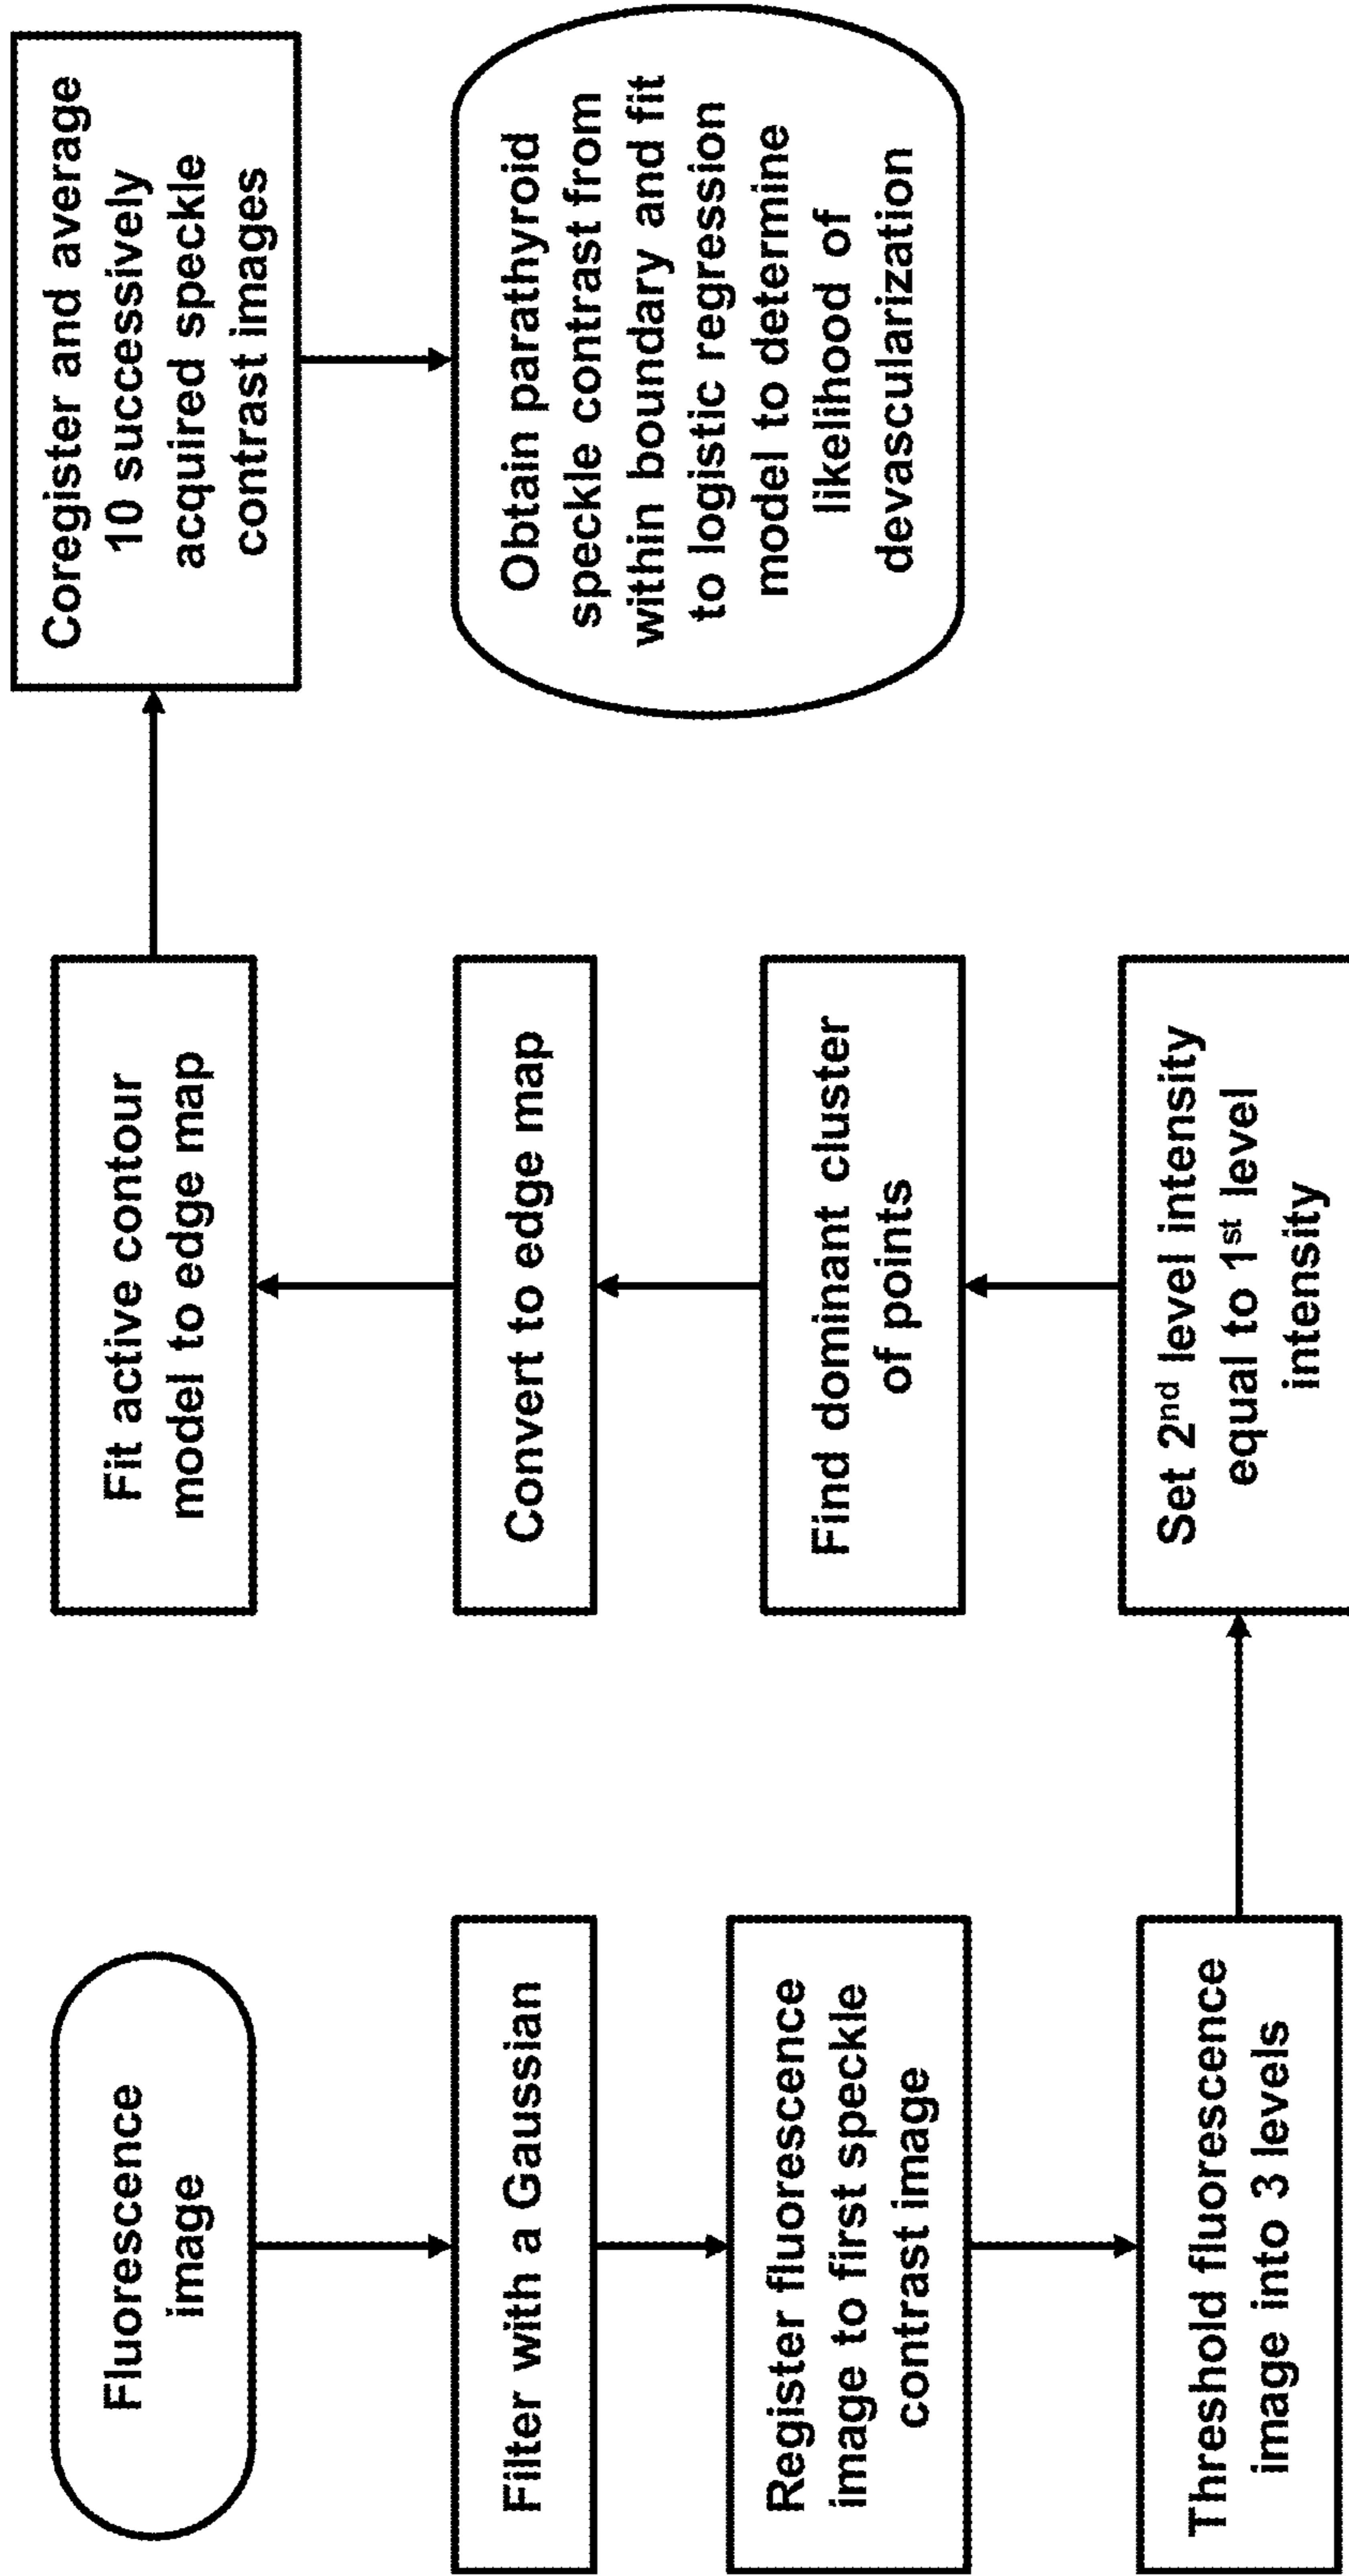 Fluorescence
image
Filter with a Gaussian
Register fluorescence
image to first speckle
contrast image
Threshold fluorescence
image into 3 levels
Set 2nd level intensity
equal to 1st level
intensity
Find dominant cluster
of points
Convert to edge map
Fit active contour
model to edge map
Coregister and average
10 successively
acquired speckle
contrast images
Obtain parathyroid
speckle contrast from
within boundary and fit
to logistic regression
model to determine
likelihood of
devascularization